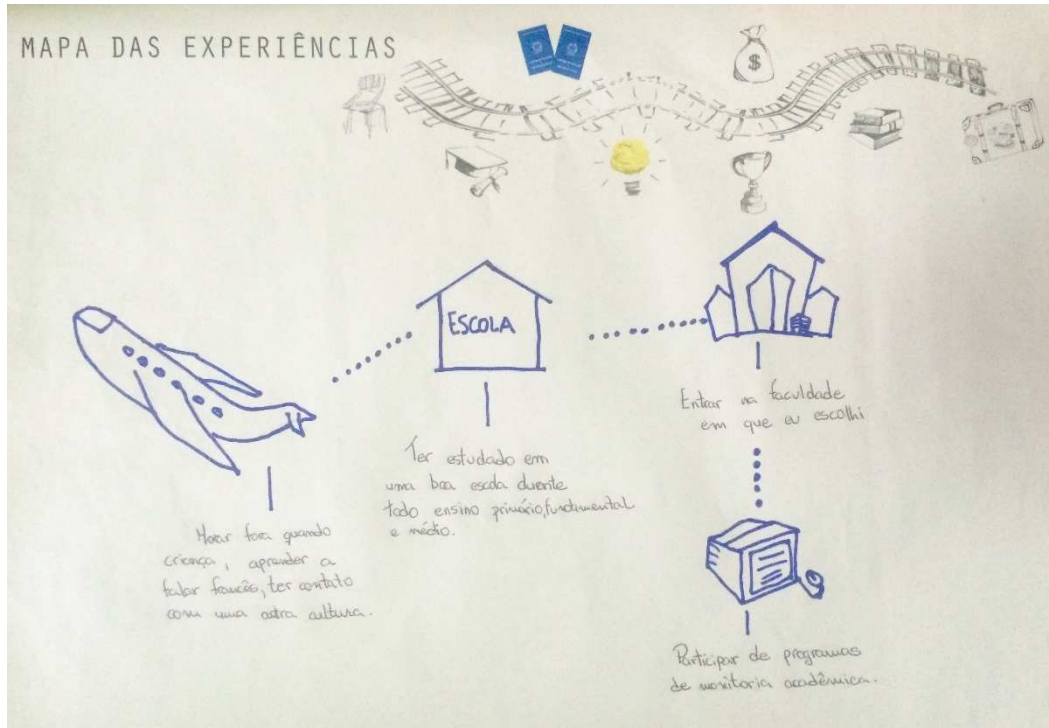 MAPA DAS EXPERIÊNCIAS
$
ESCOLA
Morar fora quando
criança, aprender a
falar francês, ter contato
com uma outra cultura.
Ter estudado em
uma boa escola durante
todo ensino primário, fundamental
e médio.
Entrar na faculdade
em que eu escolhi
Participar de programas
de monitoria acadêmica.